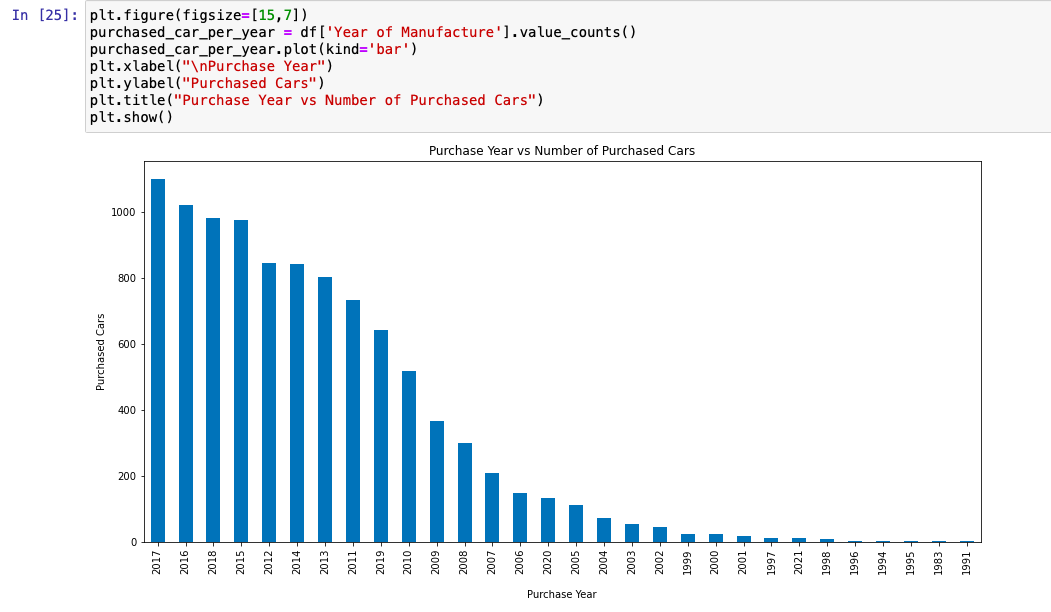 In [25]: plt.figure(figsize=[15,7])
purchased_car_per_year = df['Year of Manufacture'].value_counts()
purchased_car_per_year.plot(kind='bar')
plt.xlabel("\nPurchase Year")
plt.ylabel("Purchased Cars")
plt.title("Purchase Year vs Number of Purchased Cars")
plt.show()
Purchase Year vs Number of Purchased Cars
1000
800
600
400
200
0
Purchased Cars
2017 2016 2018 2015 2012 2014 2013 2011 2019 2010 2009 2008 2007 2006 2020 2005 2004 2003 2002 1999 2000 2001 1997 2021 1998 1996 1994 1995 1983 1991
Purchase Year